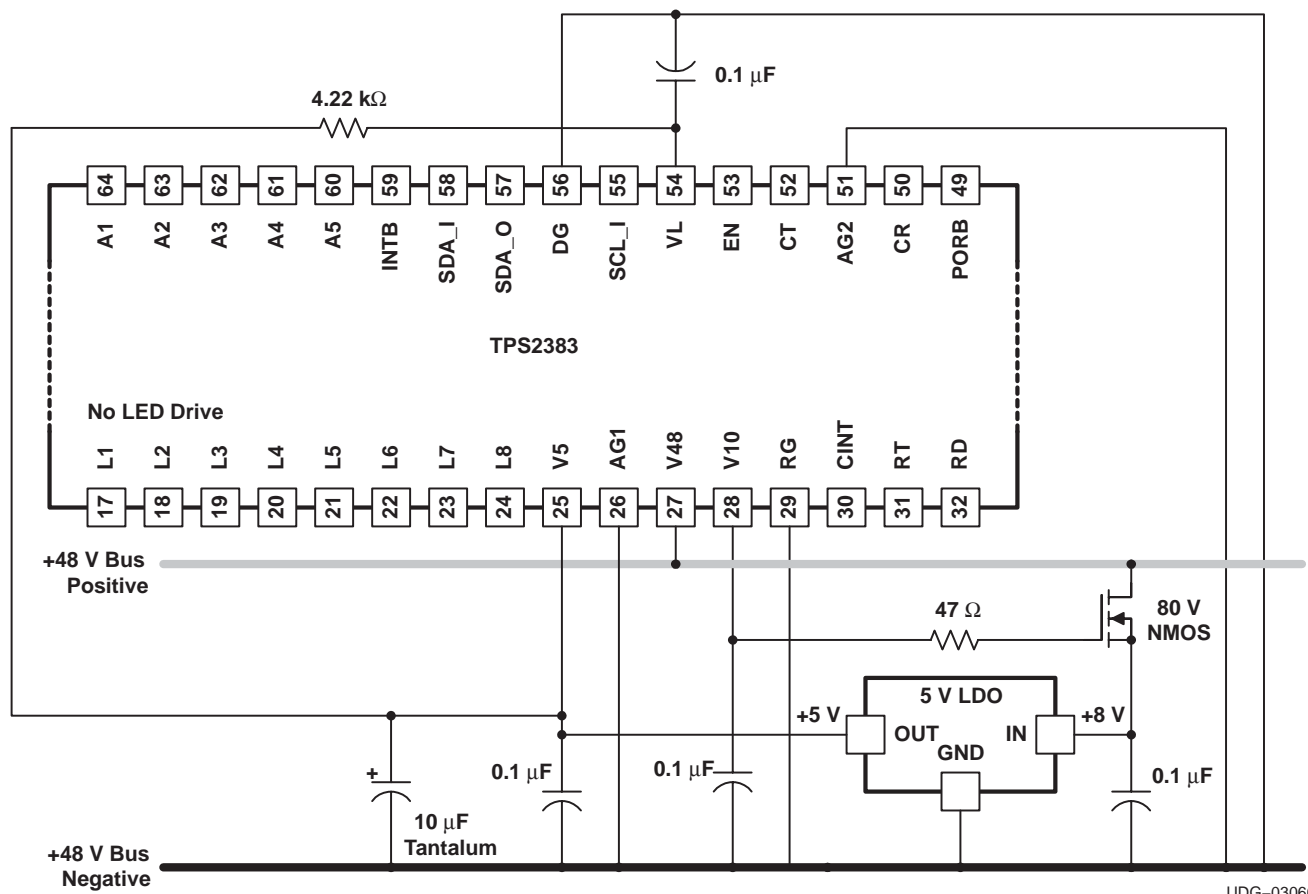 0.1 μF
4.22 kΩ
64 63 62 61 60 59 58 57 56 55 54 53 52 51 50 49
A1 A2 A3 A4 A5 INTB SDA_I SDA_O DG SCL_I VL EN CT AG2 CR PORB
TPS2383
No LED Drive
L1 L2 L3 L4 L5 L6 L7 L8 V5 AG1 V48 V10 RG CINT RT RD
17 18 19 20 21 22 23 24 25 26 27 28 29 30 31 32
+48 V Bus
Positive
47 Ω
80 V
NMOS
5 V LDO
+5 V
+8 V
OUT
IN
GND
+
0.1 μF
0.1 μF
0.1 μF
10 μF
Tantalum
+48 V Bus
Negative